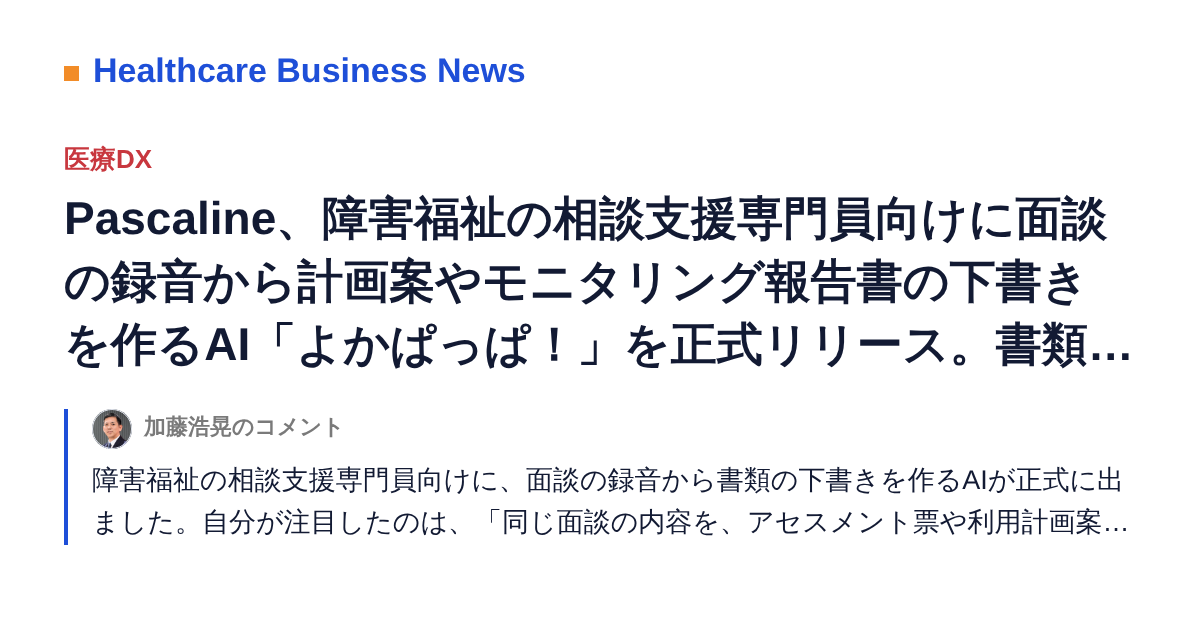 Healthcare Business News
医療DX
Pascaline、障害福祉の相談支援専門員向けに面談
の録音から計画案やモニタリング報告書の下書き
を作るAI「よかぱっぱ！」を正式リリース。書類…
加藤浩晃のコメント
障害福祉の相談支援専門員向けに、面談の録音から書類の下書きを作るAIが正式に出
ました。自分が注目したのは、「同じ面談の内容を、アセスメント票や利用計画案…